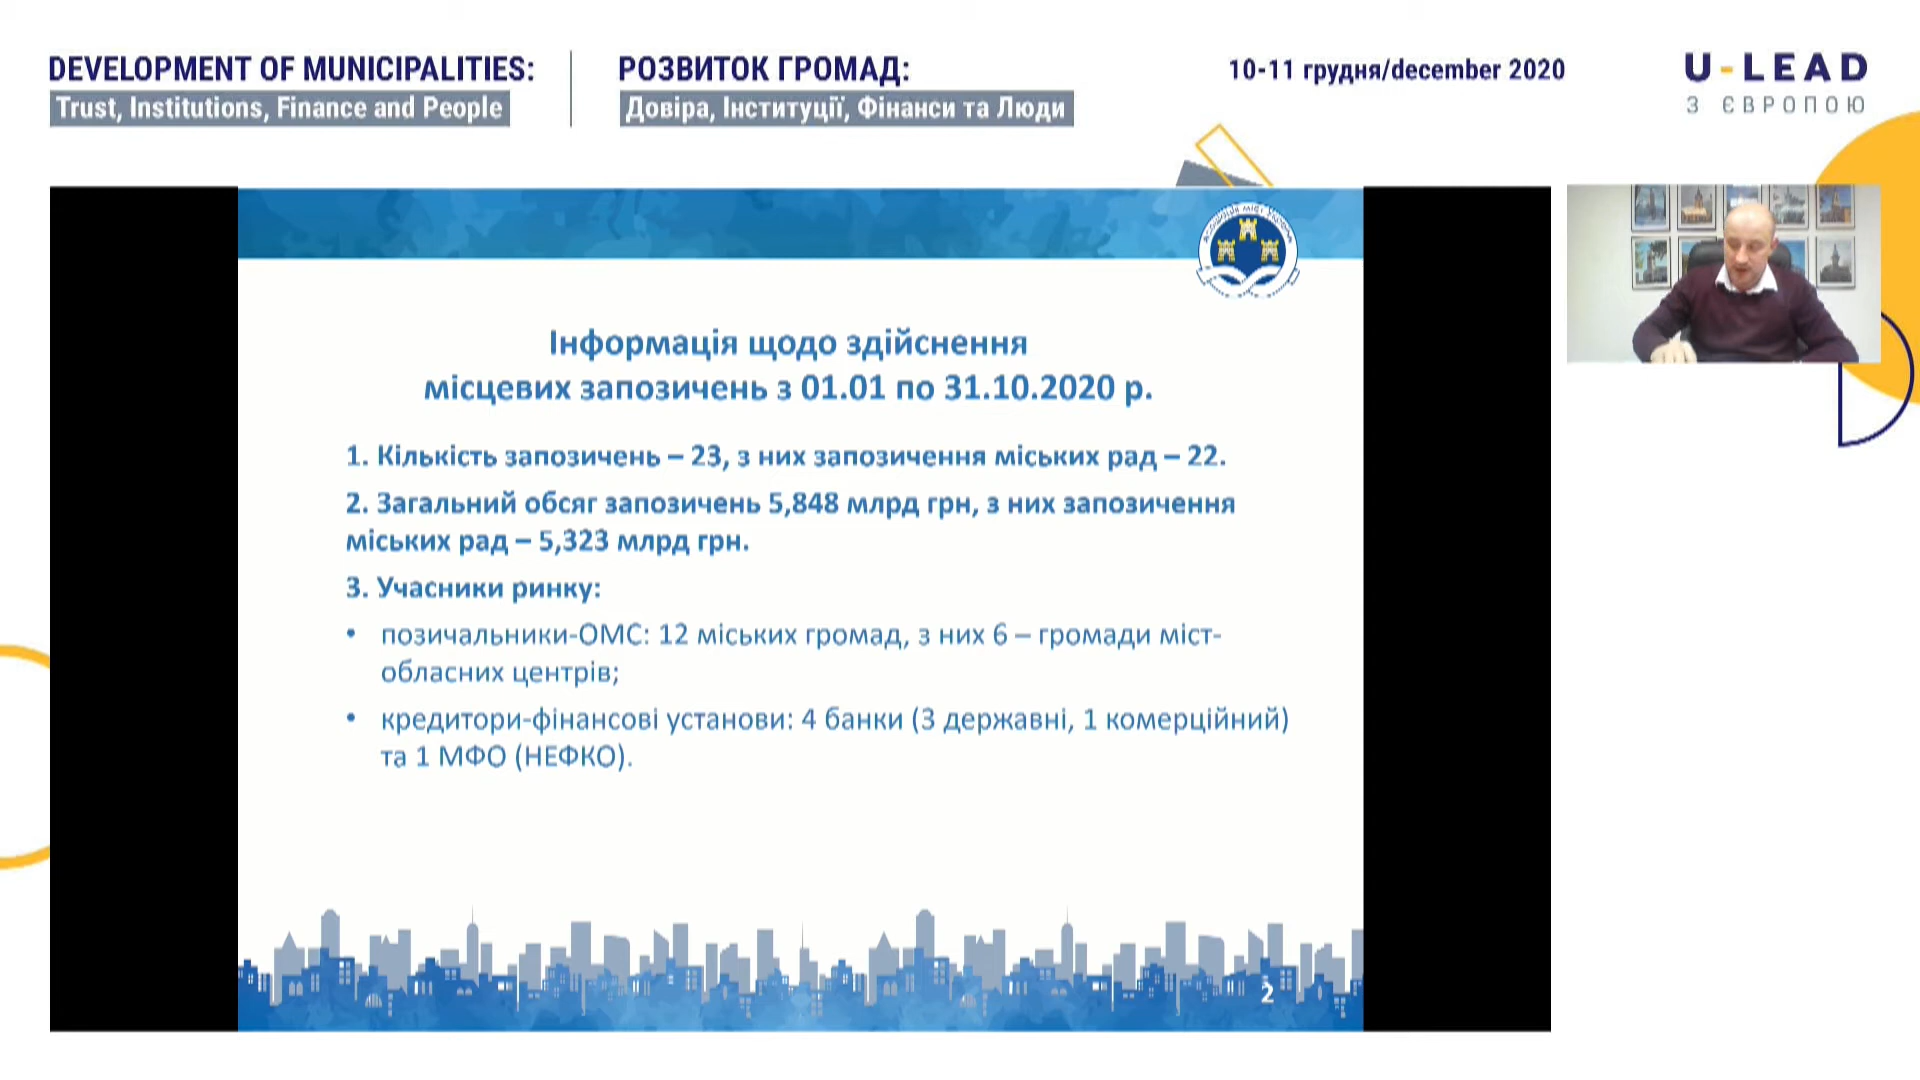 DEVELOPMENT OF MUNICIPALITIES:
Trust, Institutions, Finance and People
РОЗВИТОК ГРОМАД:
Довіра, Інституції, Фінанси та Люди
10-11 грудня/december 2020
U-LEAD
З ЄВРОПОЮ
Інформація щодо здійснення
місцевих запозичень з 01.01 по 31.10.2020 р.
1. Кількість запозичень – 23, з них запозичення міських рад – 22.
2. Загальний обсяг запозичень 5,848 млрд грн, з них запозичення
міських рад – 5,323 млрд грн.
3. Учасники ринку:
• позичальники-ОМС: 12 міських громад, з них 6 – громади міст-
обласних центрів;
• кредитори-фінансові установи: 4 банки (3 державні, 1 комерційний)
та 1 МФО (НЕФКО).
2